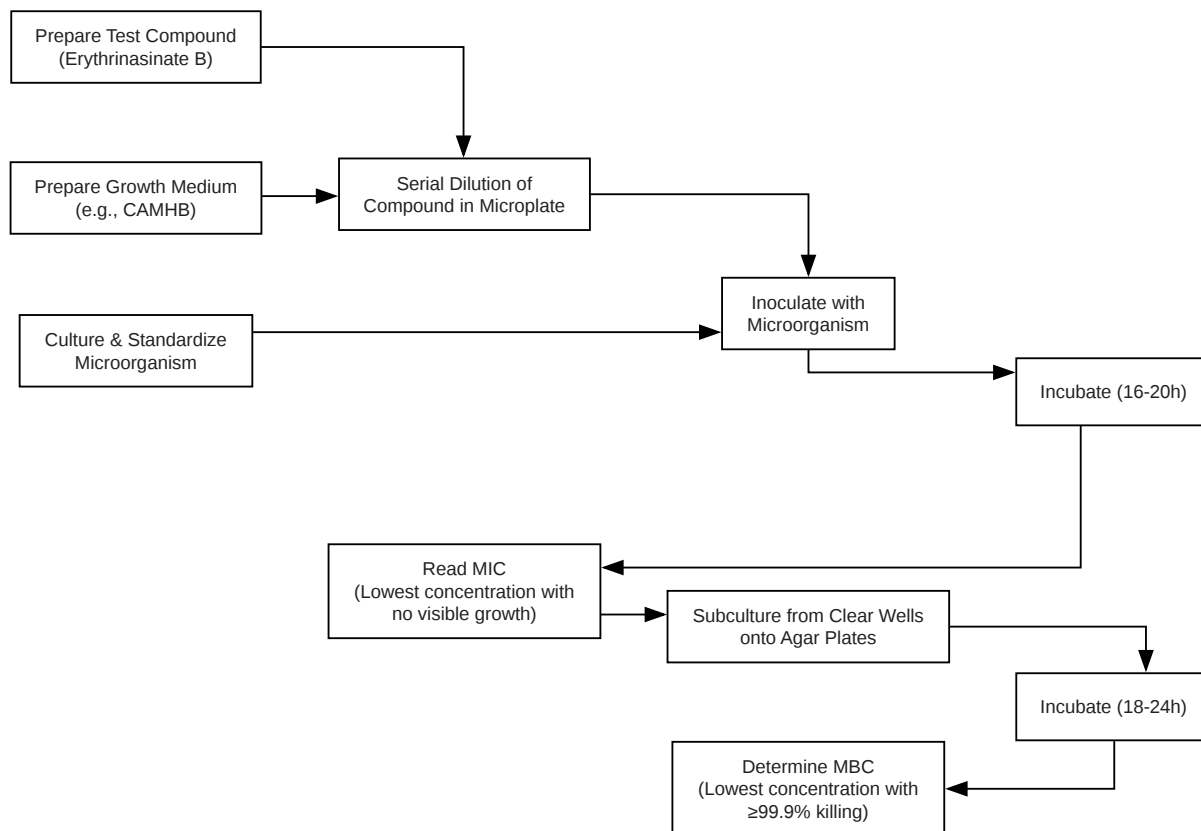 Prepare Test Compound
(Erythrinasinate B)
Prepare Growth Medium
(e.g., CAMHB)
Serial Dilution of
Compound in Microplate
Culture & Standardize
Microorganism
Inoculate with
Microorganism
Incubate (16-20h)
Read MIC
(Lowest concentration with
no visible growth)
Subculture from Clear Wells
onto Agar Plates
Incubate (18-24h)
Determine MBC
(Lowest concentration with
≥99.9% killing)